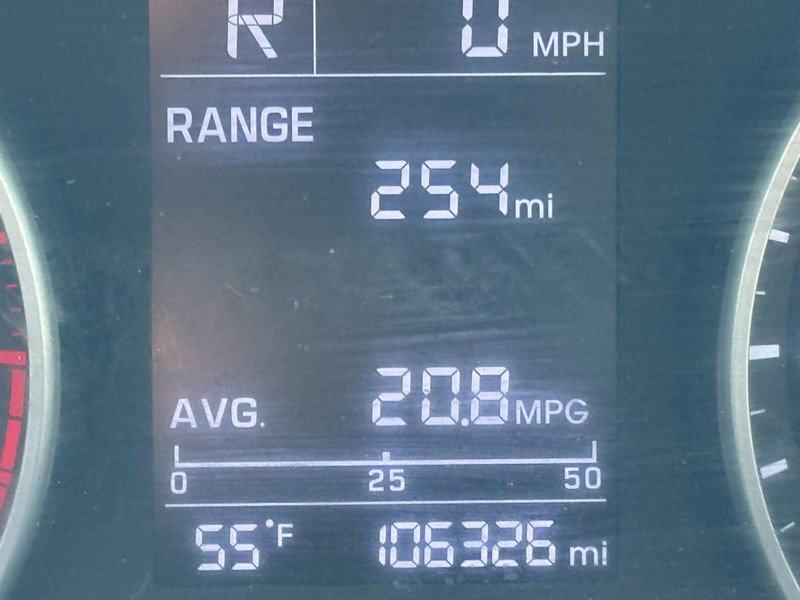 R 0 MPH
RANGE
254 mi
AVG. 20.8 MPG
0 25 50
55°F 106326 mi